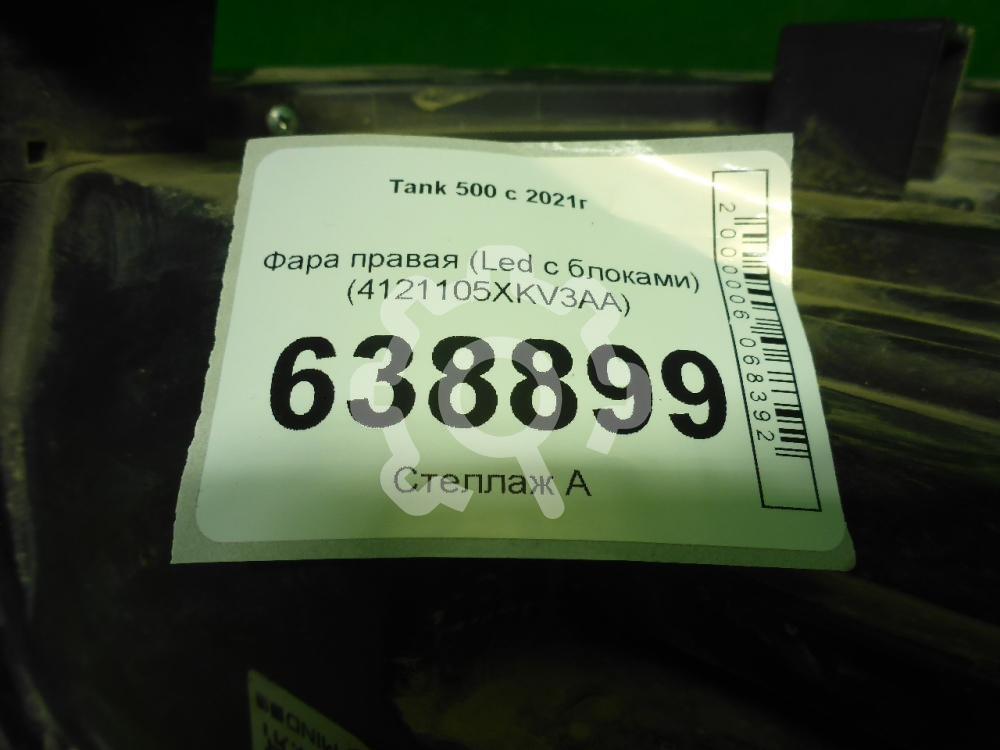 Tank 500 с 2021г
Фара правая (Led с блоками)
(4121105XKV3AA)
638899
Стеллаж А
2000006068392